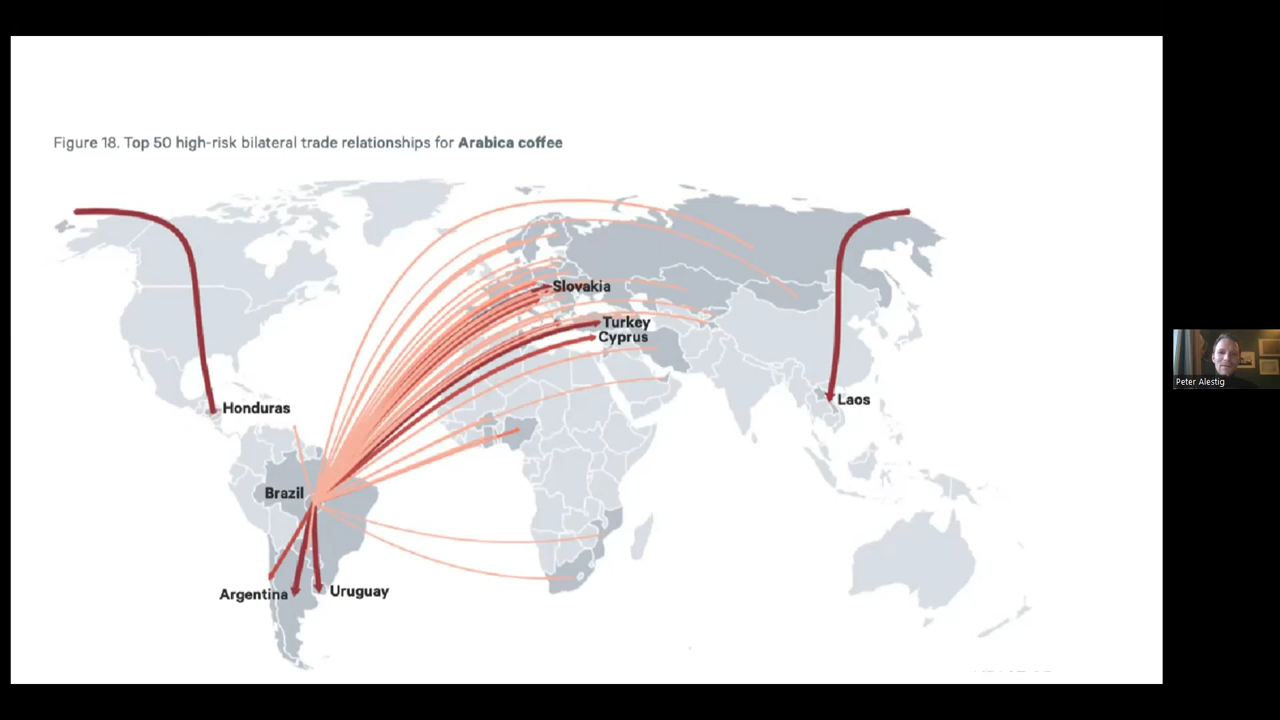 Figure 18. Top 50 high-risk bilateral trade relationships for Arabica coffee
Slovakia
Turkey
Cyprus
Honduras
Laos
Brazil
Argentina
Uruguay
Peter Alestig